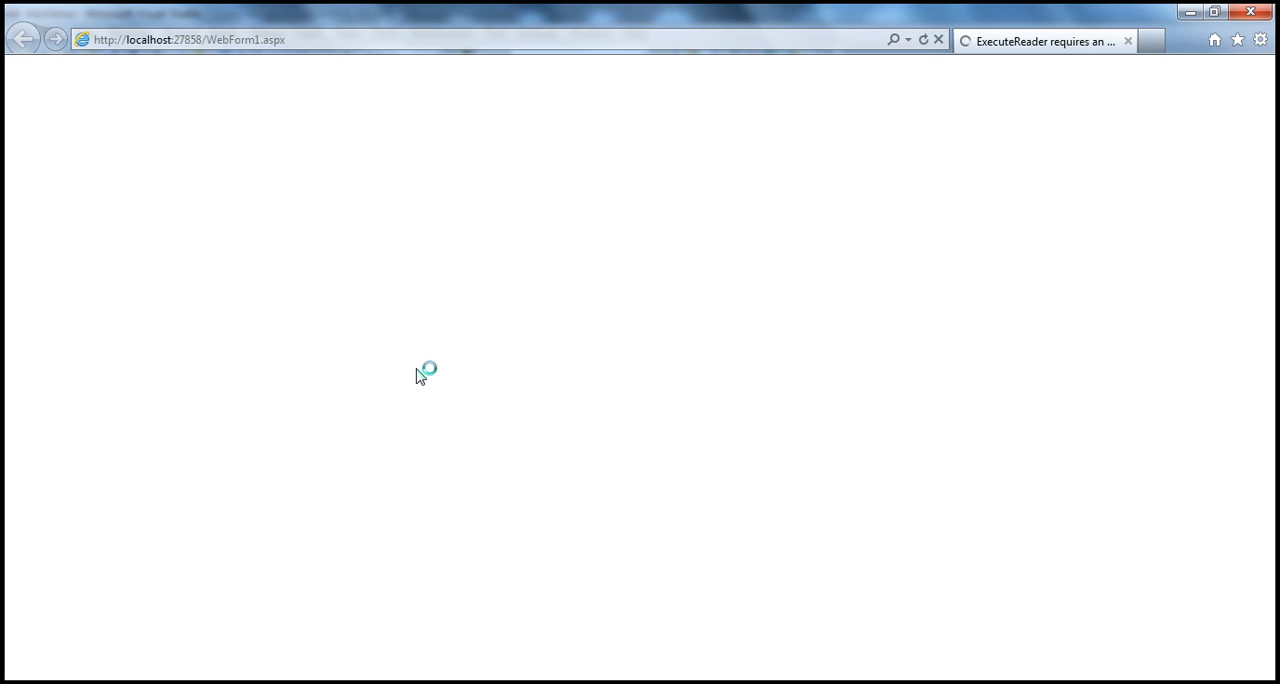 http://localhost:27858/WebForm1.aspx
ExecuteReader requires an ...